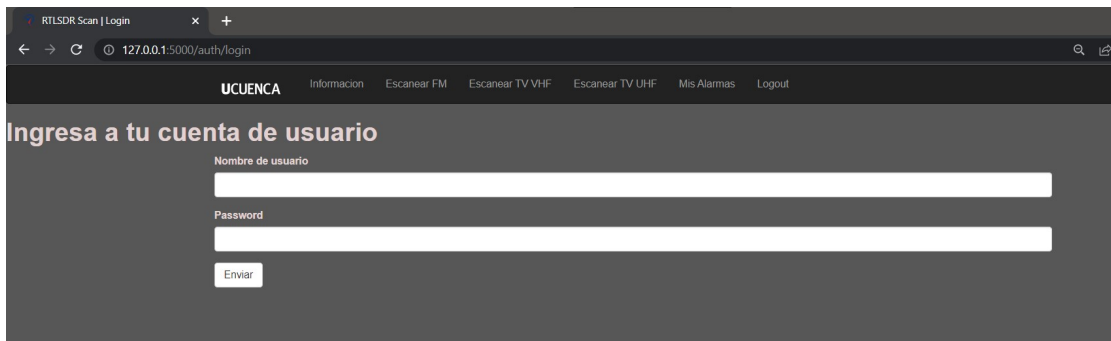 RTLSDR Scan | Login
127.0.0.1:5000/auth/login
UCUENCA Informacion Escanear FM Escanear TV VHF Escanear TV UHF Mis Alarmas Logout
Ingresa a tu cuenta de usuario
Nombre de usuario
Password
Enviar